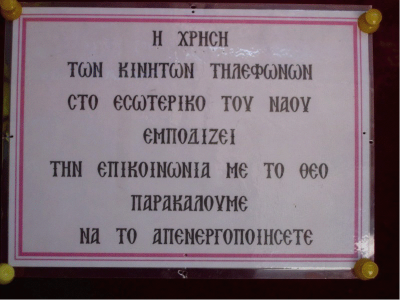 Η ΧΡΗΣΗ
ΤΩΝ ΚΙΝΗΤΩΝ ΤΗΛΕΦΩΝΩΝ
ϹΤΟ ΕϹΩΤΕΡΙΚΟ ΤΟΥ ΝΑΟΥ
ΕΜΠΟΔΙΖΕΙ
ΤΗΝ ΕΠΙΚΟΙΝΩΝΙΑ ΜΕ ΤΟ ΘΕΟ
ΠΑΡΑΚΑΛΟΥΜΕ
ΝΑ ΤΟ ΑΠΕΝΕΡΓΟΠΟΙΗϹΕΤΕ